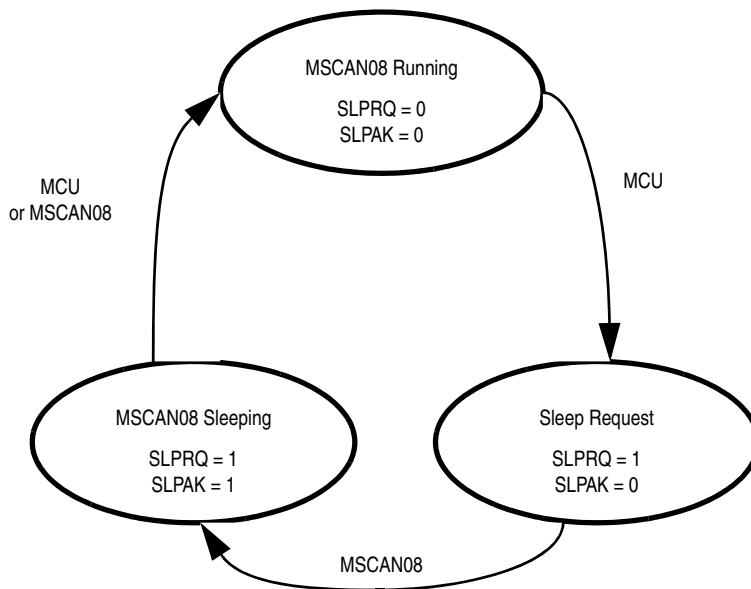 MSCAN08 Running
SLPRQ = 0
SLPAK = 0
MCU
or MSCAN08
MCU
MSCAN08 Sleeping
SLPRQ = 1
SLPAK = 1
Sleep Request
SLPRQ = 1
SLPAK = 0
MSCAN08